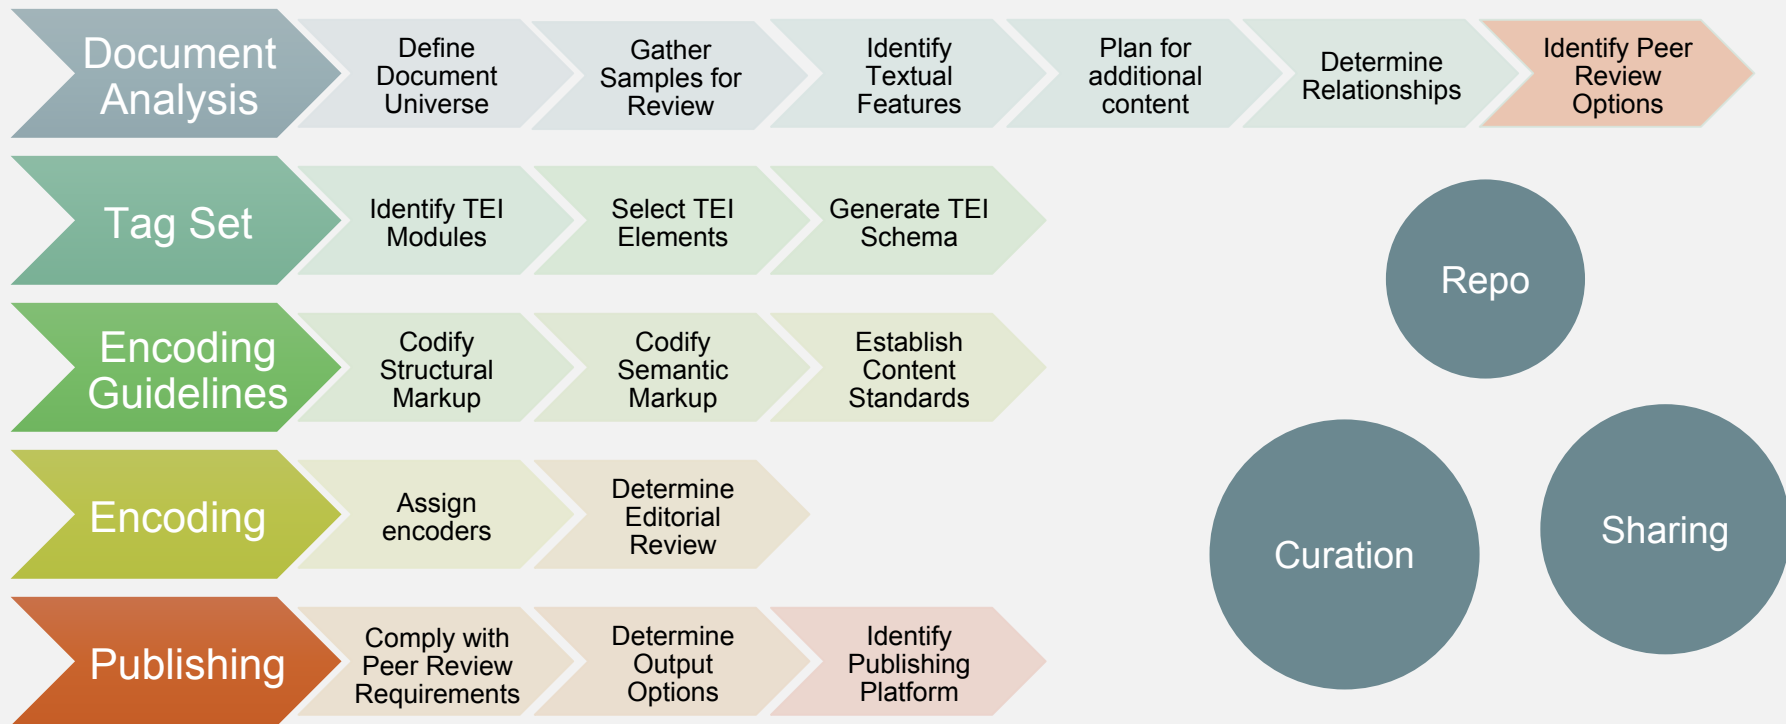 Document
Analysis
Define
Document
Universe
Gather
Samples for
Review
Identify
Textual
Features
Plan for
additional
content
Determine
Relationships
Identify Peer
Review
Options
Tag Set
Identify TEI
Modules
Select TEI
Elements
Generate TEI
Schema
Encoding
Guidelines
Codify
Structural
Markup
Codify
Semantic
Markup
Establish
Content
Standards
Encoding
Assign
encoders
Determine
Editorial
Review
Publishing
Comply with
Peer Review
Requirements
Determine
Output
Options
Identify
Publishing
Platform
Repo
Curation
Sharing